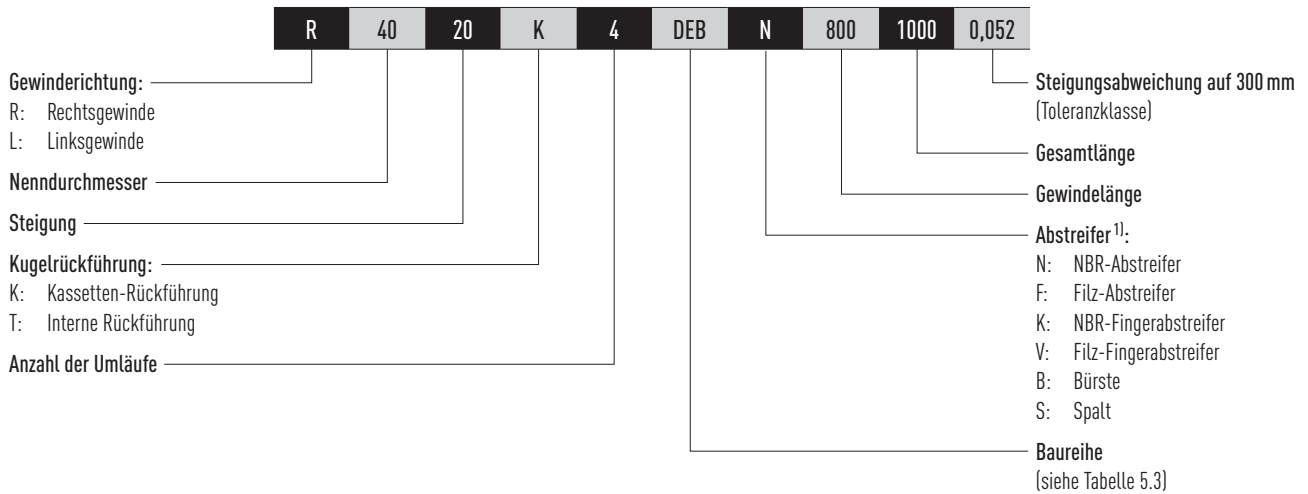 R 40 20 K 4 DEB N 800 1000 0,052
Gewinderichtung:
R: Rechtsgewinde
L: Linksgewinde
Nenndurchmesser
Steigung
Kugelrückführung:
K: Kassetten-Rückführung
T: Interne Rückführung
Anzahl der Umläufe
Steigungsabweichung auf 300 mm
(Toleranzklasse)
Gesamtlänge
Gewindelänge
Abstreifer 1):
N: NBR-Abstreifer
F: Filz-Abstreifer
K: NBR-Fingerabstreifer
V: Filz-Fingerabstreifer
B: Bürste
S: Spalt
Baureihe
(siehe Tabelle 5.3)